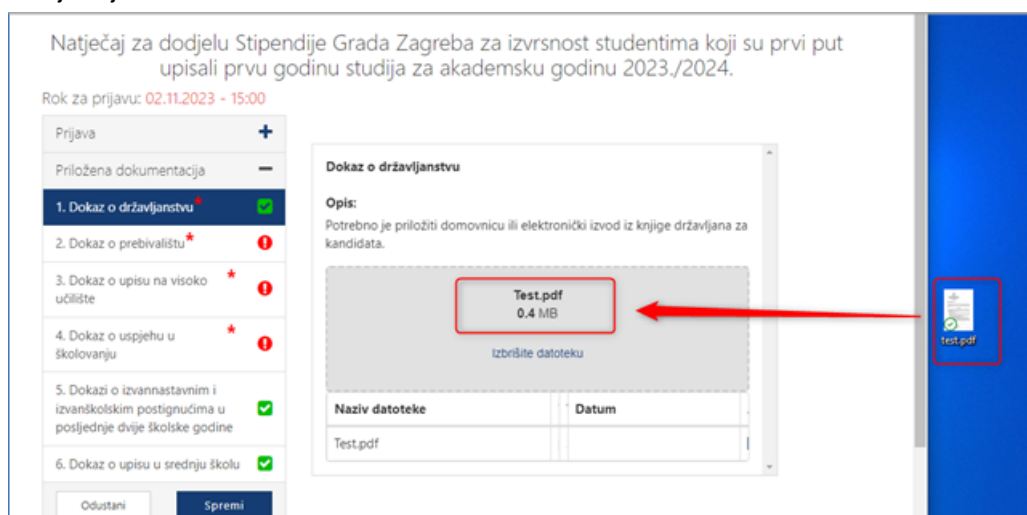 Natječaj za dodjelu Stipendije Grada Zagreba za izvrsnost studentima koji su prvi put
upisali prvu godinu studija za akademsku godinu 2023./2024.
Rok za prijavu: 02.11.2023 - 15:00
Prijava
Priložena dokumentacija
1. Dokaz o državljanstvu*
2. Dokaz o prebivalištu*
3. Dokaz o upisu na visoko *
učilište
4. Dokaz o uspjehu u *
školovanju
5. Dokazi o izvannastavnim i
izvanškolskim postignućima u
posljednje dvije školske godine
6. Dokaz o upisu u srednju školu
Odustani Spremi
Dokaz o državljanstvu
Opis:
Potrebno je priložiti domovnicu ili elektronički izvod iz knjige državljana za
kandidata.
Test.pdf
0.4 MB
Izbrišite datoteku
Naziv datoteke Datum
Test.pdf
test.pdf